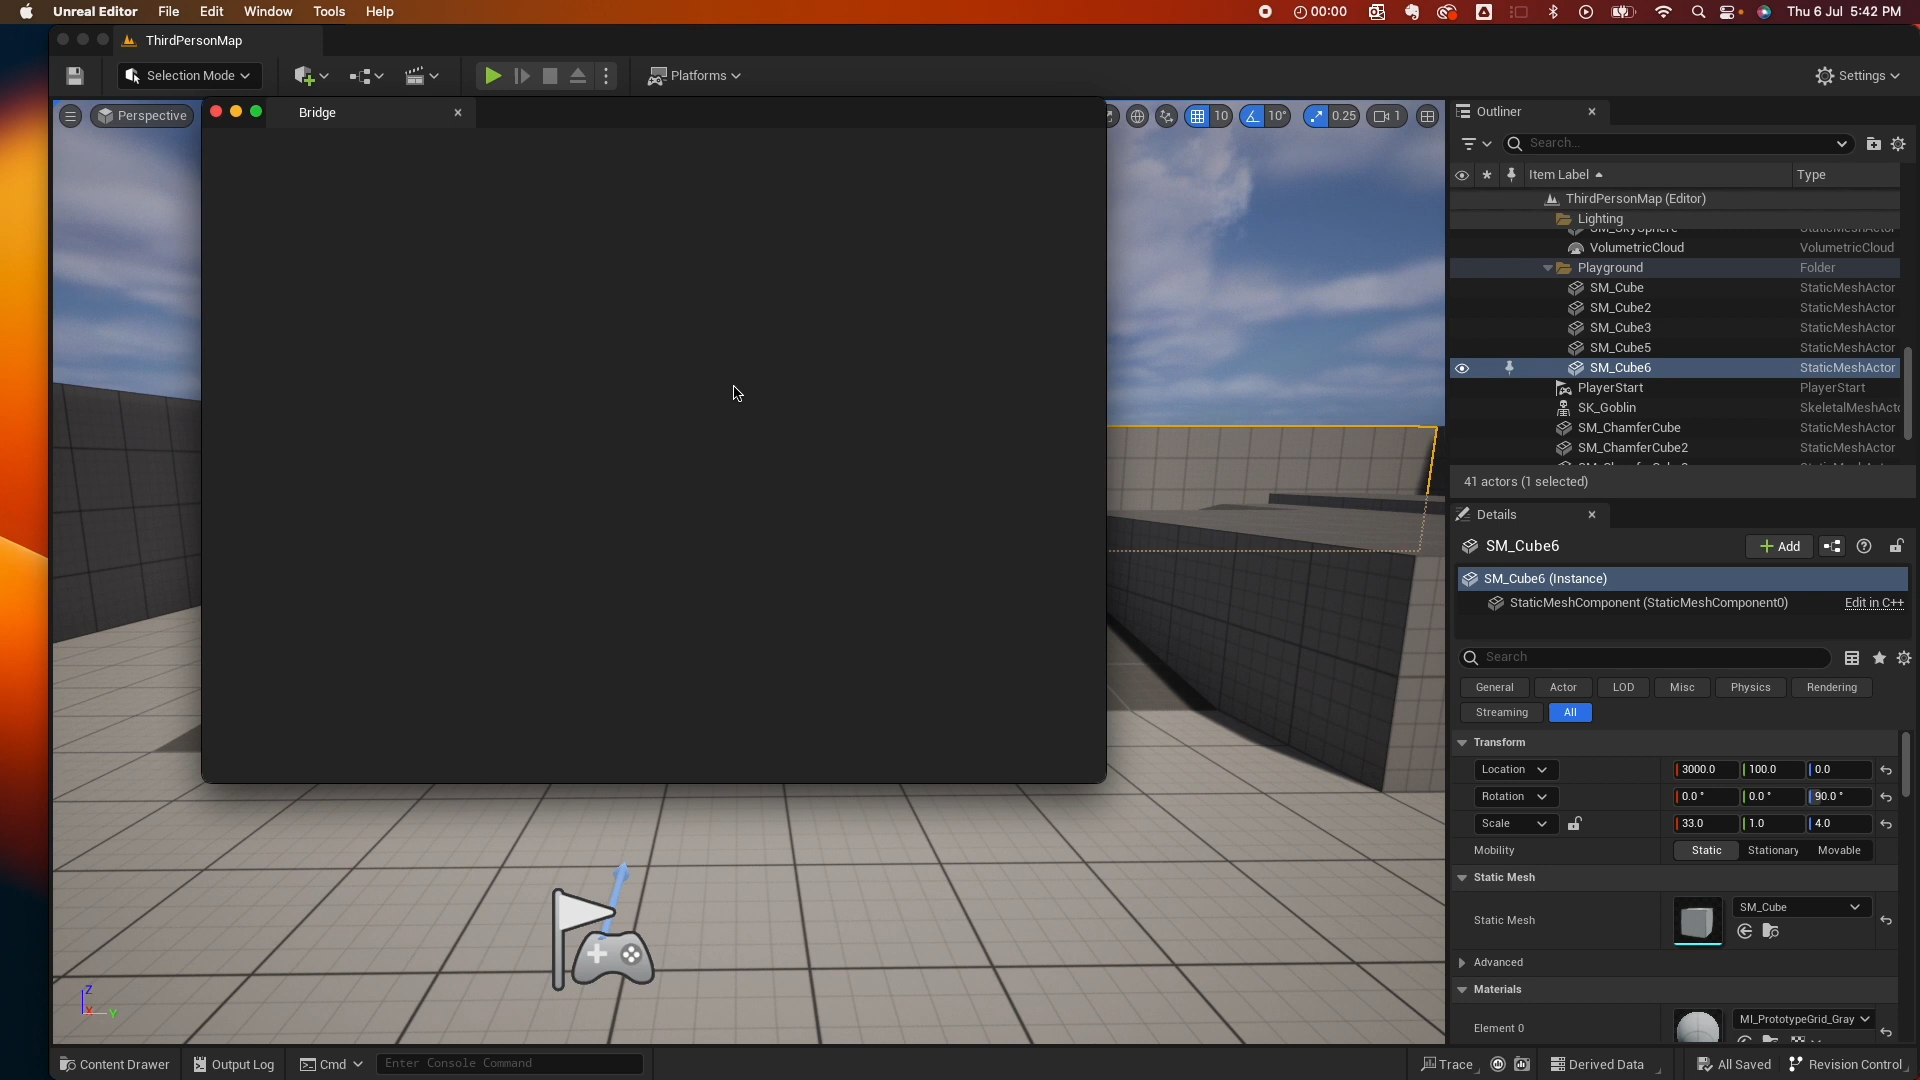 Unreal Editor File Edit Window Tools Help 00:00 Thu 6 Jul 5:42 PM
ThirdPersonMap
Selection Mode Platforms Settings
Perspective Bridge 10 10° 0.25 1
Outliner
Search...
Item Label Type
ThirdPersonMap (Editor)
Lighting
VolumetricCloud VolumetricCloud
Playground Folder
SM_Cube StaticMeshActor
SM_Cube2 StaticMeshActor
SM_Cube3 StaticMeshActor
SM_Cube5 StaticMeshActor
SM_Cube6 StaticMeshActor
PlayerStart PlayerStart
SK_Goblin SkeletalMeshAct
SM_ChamferCube StaticMeshActor
SM_ChamferCube2 StaticMeshActor
41 actors (1 selected)
Details
SM_Cube6 Add
SM_Cube6 (Instance)
StaticMeshComponent (StaticMeshComponent0) Edit in C++
Search
General Actor LOD Misc Physics Rendering
Streaming All
Transform
Location 3000.0 100.0 0.0
Rotation 0.0° 0.0° 90.0°
Scale 33.0 1.0 4.0
Mobility Static Stationary Movable
Static Mesh
SM_Cube
Static Mesh
Advanced
Materials
MI_PrototypeGrid_Gray
Element 0
Z
X Y
Content Drawer Output Log Cmd Enter Console Command Trace Derived Data All Saved Revision Control